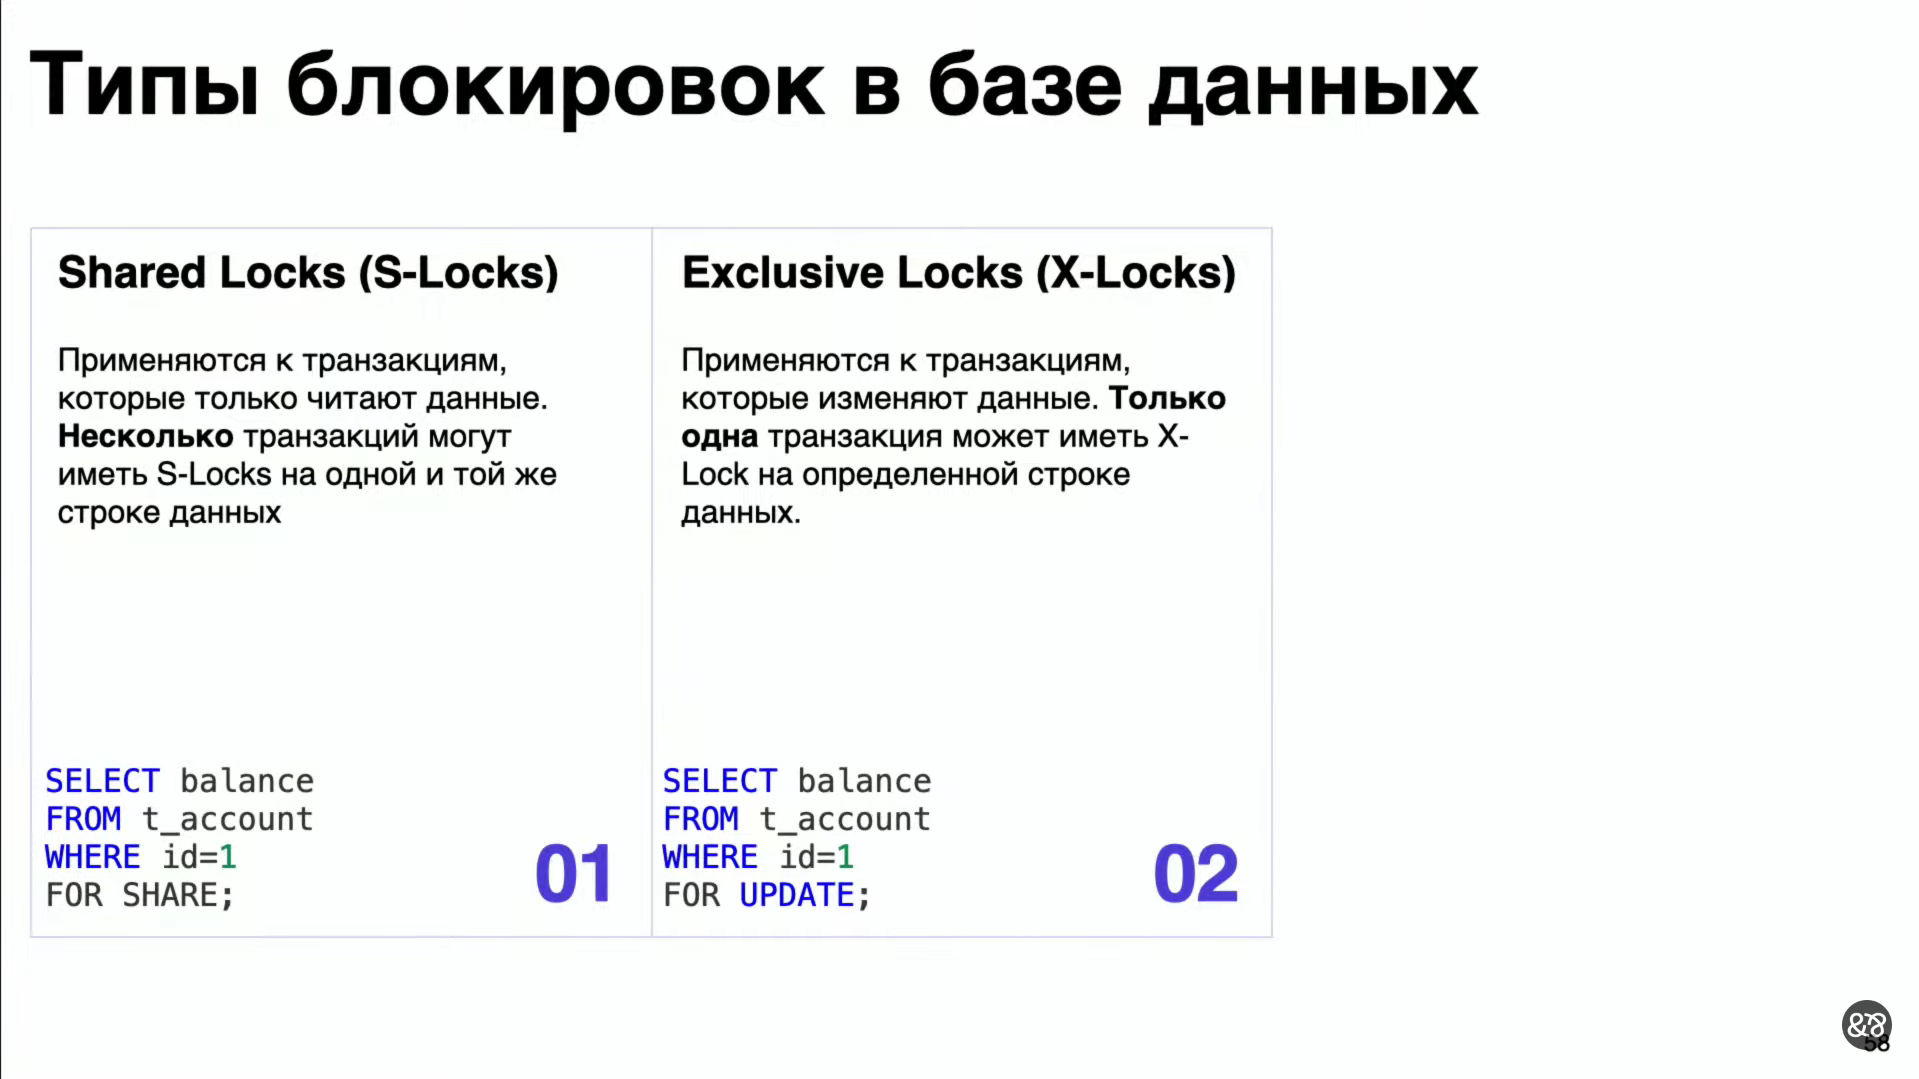 Типы блокировок в базе данных
Shared Locks (S-Locks)
Применяются к транзакциям,
которые только читают данные.
Несколько транзакций могут
иметь S-Locks на одной и той же
строке данных
SELECT balance
FROM t_account
WHERE id=1
FOR SHARE;
01
Exclusive Locks (X-Locks)
Применяются к транзакциям,
которые изменяют данные. Только
одна транзакция может иметь X-
Lock на определенной строке
данных.
SELECT balance
FROM t_account
WHERE id=1
FOR UPDATE;
02
58